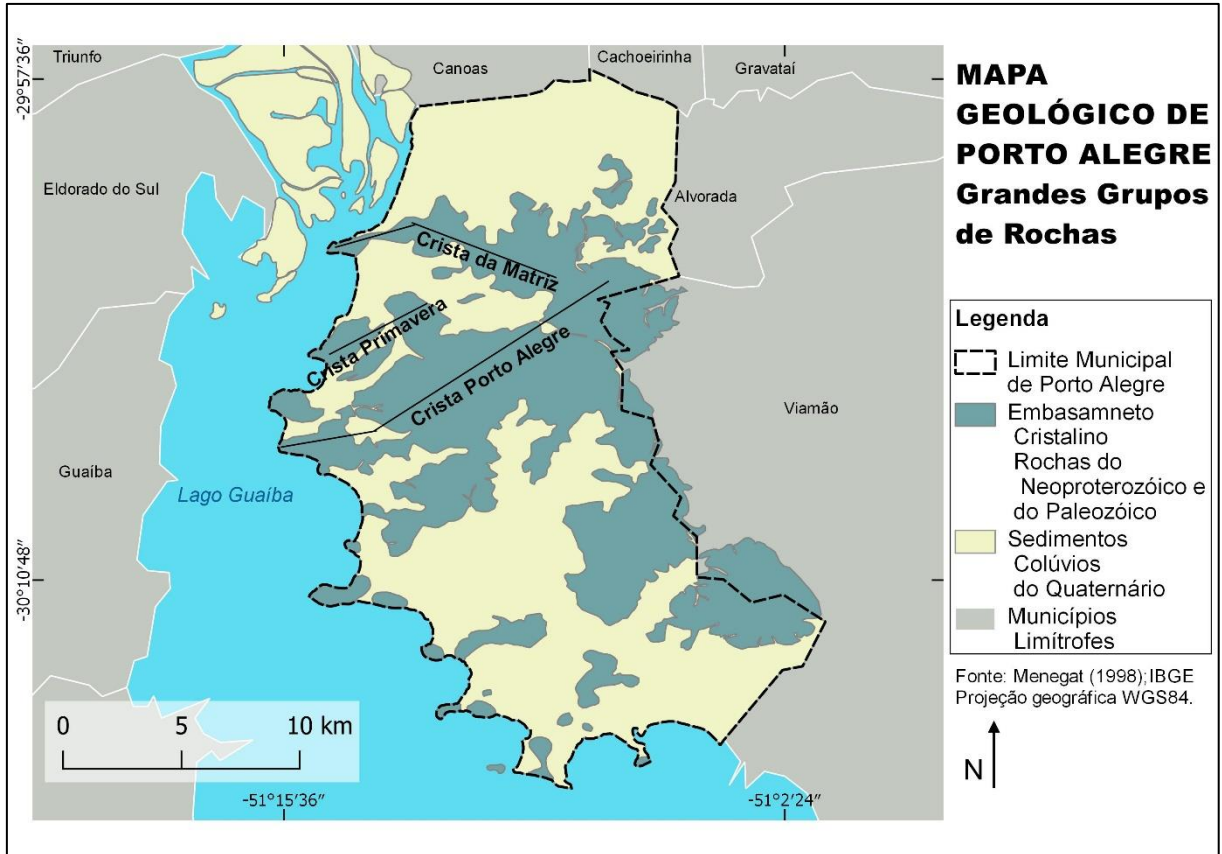 MAPA
GEOLÓGICO DE
PORTO ALEGRE
Grandes Grupos
de Rochas
Legenda
Limite Municipal
de Porto Alegre
Embasamneto
Cristalino
Rochas do
Neoproterozóico e
do Paleozóico
Sedimentos
Colúvios
do Quaternário
Municípios
Limítrofes
Fonte: Menegat (1998);IBGE
Projeção geográfica WGS84.
N
-29°57'36"
-30°10'48"
Triunfo
Canoas
Cachoeirinha
Gravataí
Eldorado do Sul
Alvorada
Crista da Matriz
Crista Primavera
Crista Porto Alegre
Viamão
Guaíba
Lago Guaíba
0 5 10 km
-51°15'36"
-51°2'24"